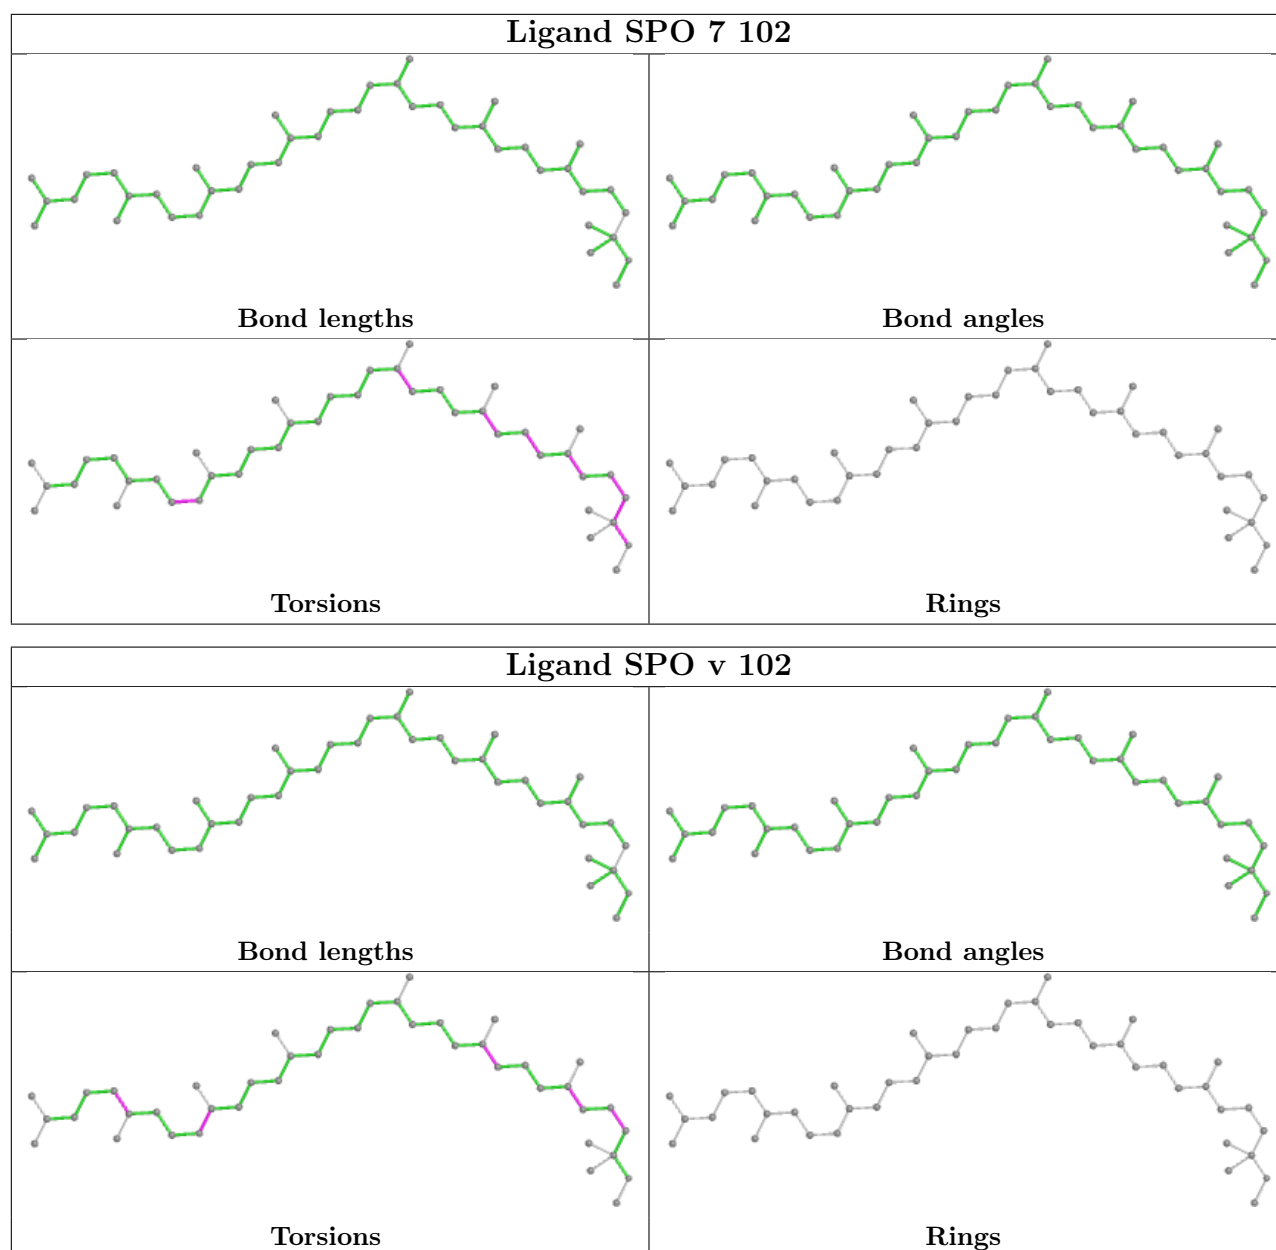 Ligand SPO 7 102
Bond lengths
Bond angles
Torsions
Rings
Ligand SPO v 102
Bond lengths
Bond angles
Torsions
Rings